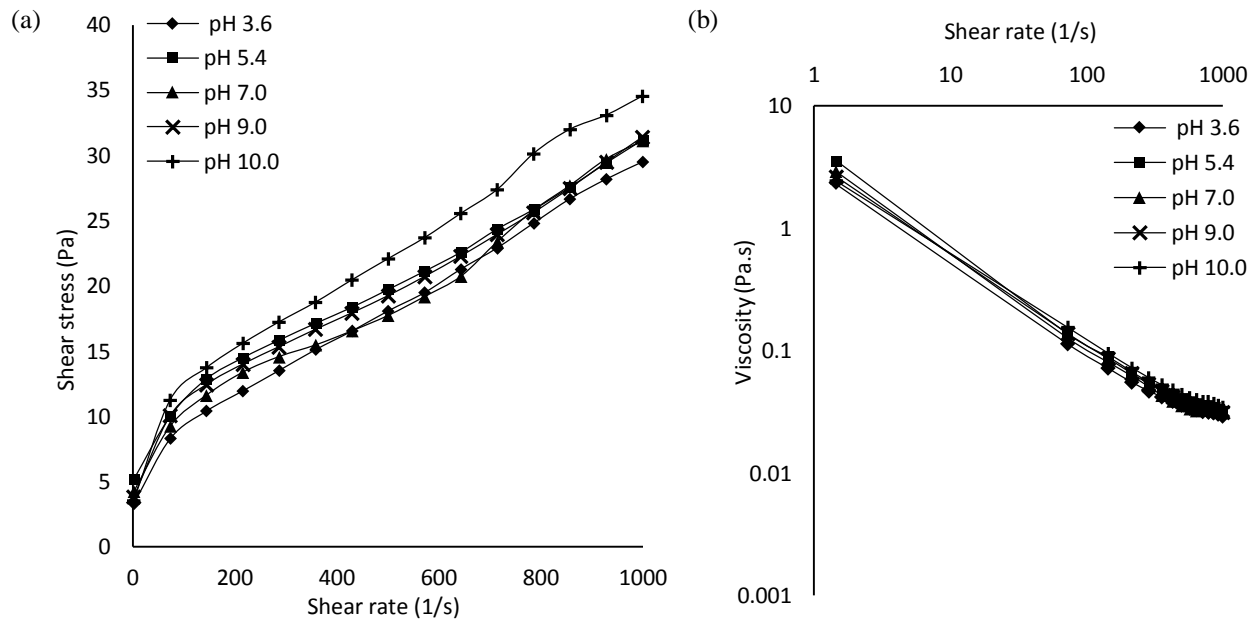 (a)
40
35
30
25
20
15
10
5
0
Shear stress (Pa)
pH 3.6
pH 5.4
pH 7.0
pH 9.0
pH 10.0
0 200 400 600 800 1000
Shear rate (1/s)
(b)
Shear rate (1/s)
1 10 100 1000
10
1
0.1
0.01
0.001
Viscosity (Pa.s)
pH 3.6
pH 5.4
pH 7.0
pH 9.0
pH 10.0